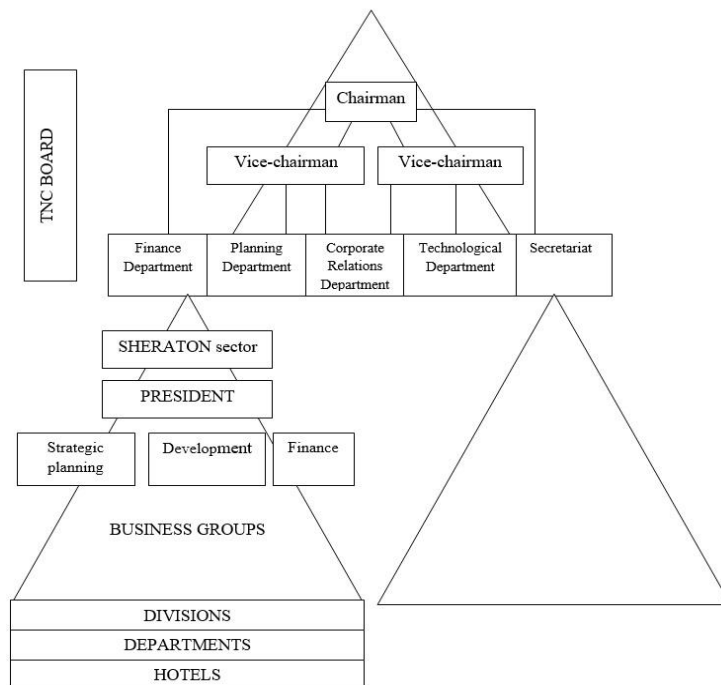 Chairman
TNC BOARD
Vice-chairman
Vice-chairman
Finance
Department
Planning
Department
Corporate
Relations
Department
Technological
Department
Secretariat
SHERATON sector
PRESIDENT
Strategic
planning
Development
Finance
BUSINESS GROUPS
DIVISIONS
DEPARTMENTS
HOTELS